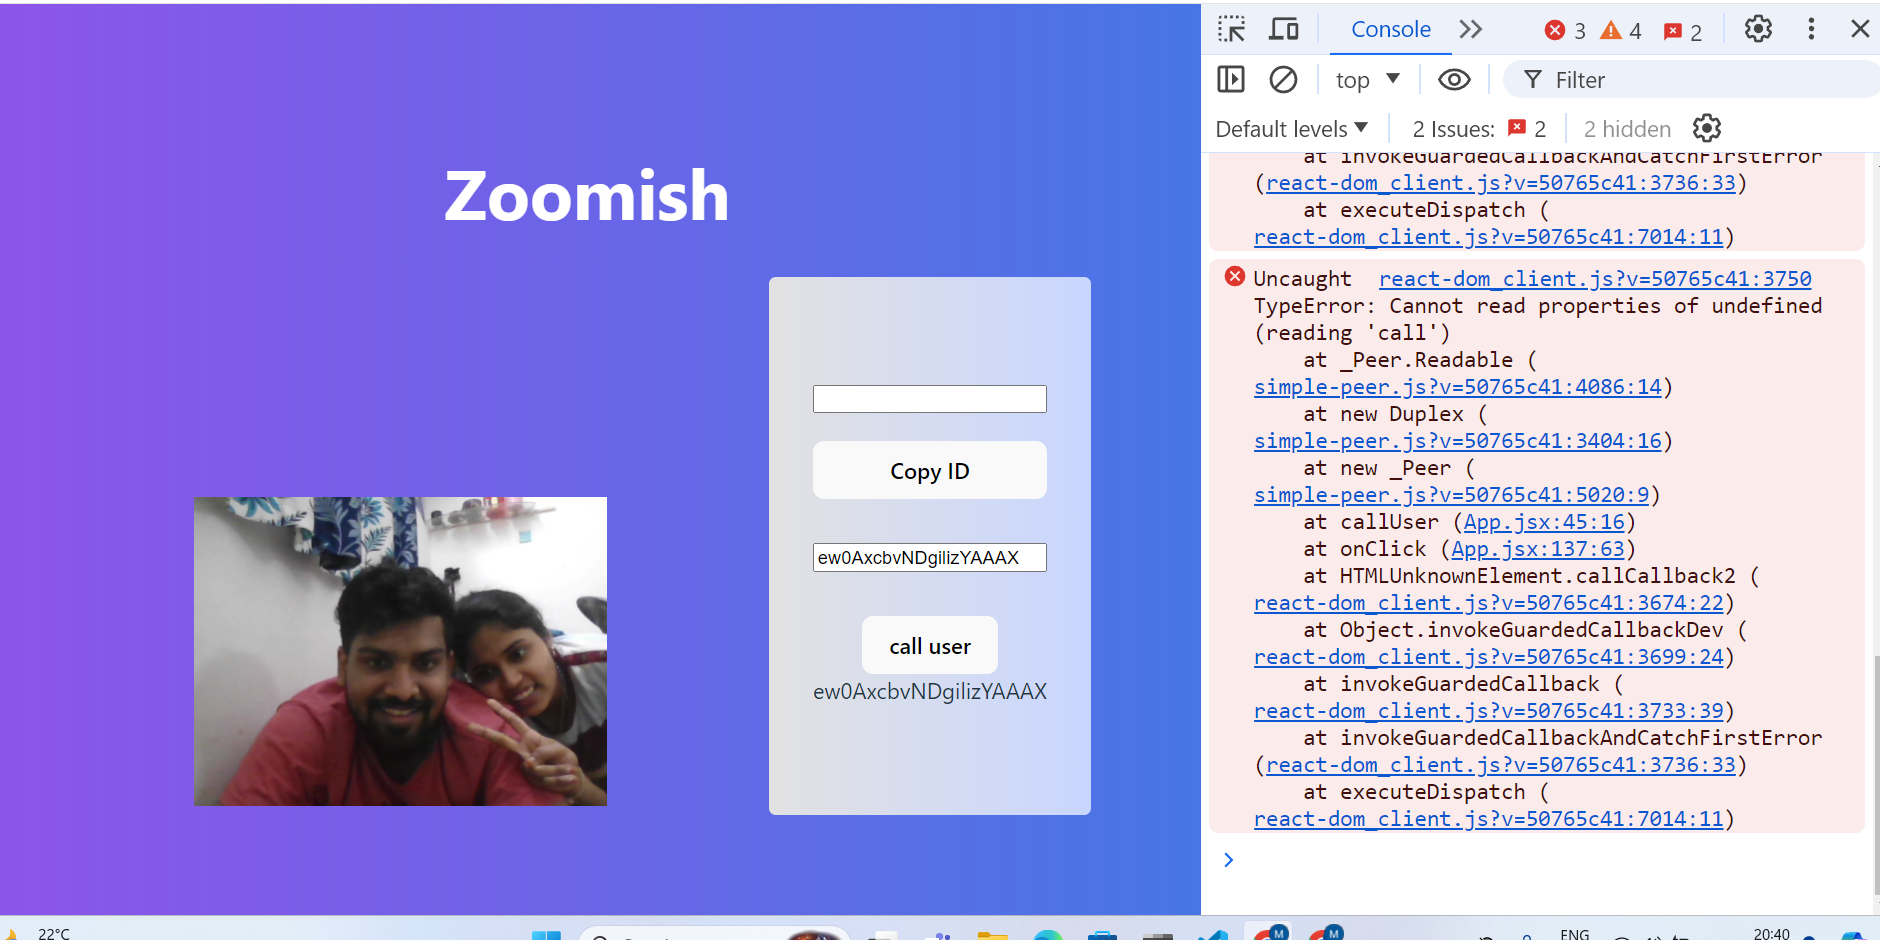 Zoomish
Copy ID
ew0AxcbvNDgilizYAAAX
call user
ew0AxcbvNDgilizYAAAX
Console
3
4
2
top
Filter
Default levels
2 Issues:
2
2 hidden
at invokeGuardedCallbackAndCatchFirstError
(react-dom_client.js?v=50765c41:3736:33)
at executeDispatch (
react-dom_client.js?v=50765c41:7014:11)
Uncaught react-dom_client.js?v=50765c41:3750
TypeError: Cannot read properties of undefined
(reading 'call')
at _Peer.Readable (
simple-peer.js?v=50765c41:4086:14)
at new Duplex (
simple-peer.js?v=50765c41:3404:16)
at new _Peer (
simple-peer.js?v=50765c41:5020:9)
at callUser (App.jsx:45:16)
at onClick (App.jsx:137:63)
at HTMLUnknownElement.callCallback2 (
react-dom_client.js?v=50765c41:3674:22)
at Object.invokeGuardedCallbackDev (
react-dom_client.js?v=50765c41:3699:24)
at invokeGuardedCallback (
react-dom_client.js?v=50765c41:3733:39)
at invokeGuardedCallbackAndCatchFirstError
(react-dom_client.js?v=50765c41:3736:33)
at executeDispatch (
react-dom_client.js?v=50765c41:7014:11)
22°C
M
M
ENG
20:40